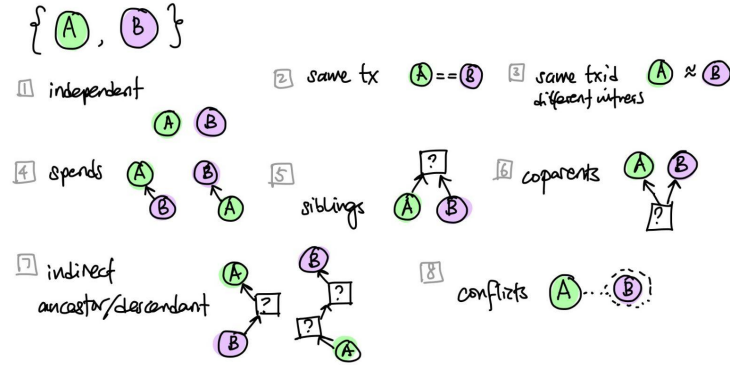 { A , B }
1 independent
A B
2 same tx A == B
3 same txid A ≈ B
different witness
4 spends A B
B A
5 ?
siblings A B
6 coparents A B
?
7 indirect
ancestor/descendant
A B
? ?
B ? A
8 conflicts A B